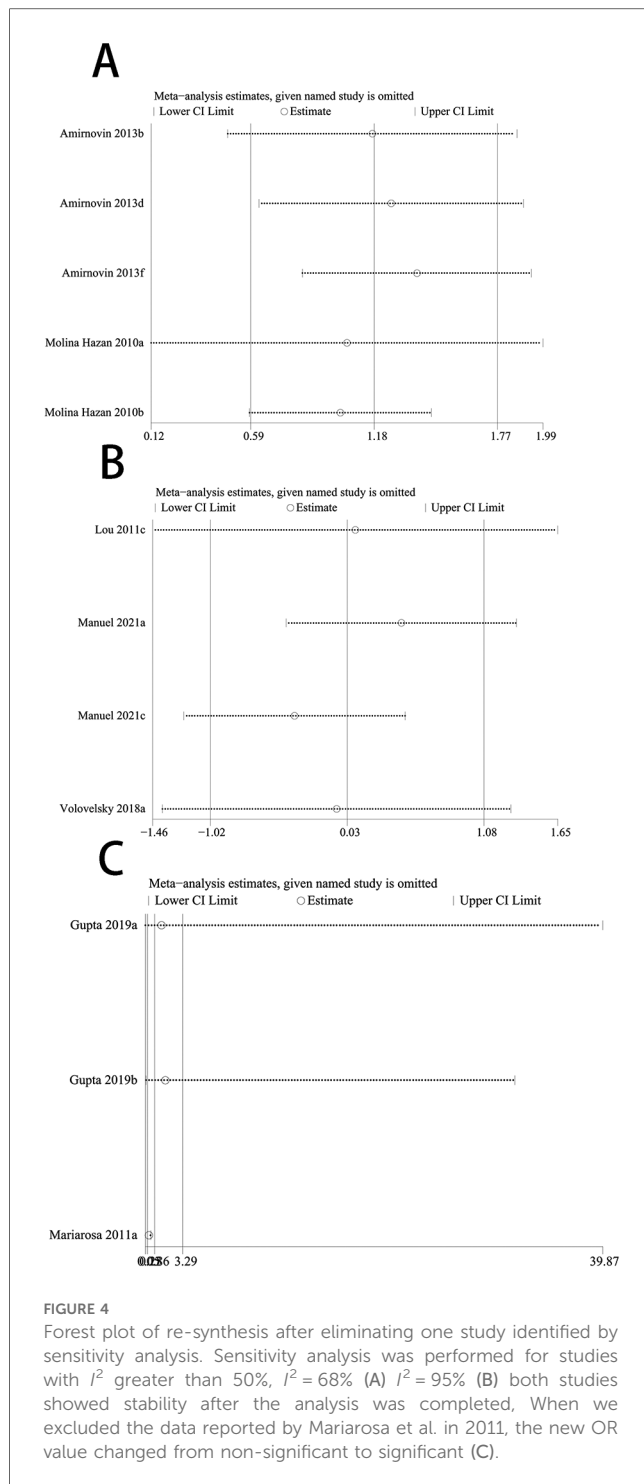 A
Meta−analysis estimates, given named study is omitted
| Lower CI Limit ○ Estimate | Upper CI Limit
Amirnovin 2013b
Amirnovin 2013d
Amirnovin 2013f
Molina Hazan 2010a
Molina Hazan 2010b
0.12 0.59 1.18 1.77 1.99
B
Meta−analysis estimates, given named study is omitted
| Lower CI Limit ○ Estimate | Upper CI Limit
Lou 2011c
Manuel 2021a
Manuel 2021c
Volovelsky 2018a
−1.46 −1.02 0.03 1.08 1.65
C
Meta−analysis estimates, given named study is omitted
| Lower CI Limit ○ Estimate | Upper CI Limit
Gupta 2019a
Gupta 2019b
Mariarosa 2011a
3.29 39.87
FIGURE 4
Forest plot of re-synthesis after eliminating one study identified by
sensitivity analysis. Sensitivity analysis was performed for studies
with I² greater than 50%, I² = 68% (A) I² = 95% (B) both studies
showed stability after the analysis was completed, When we
excluded the data reported by Mariarosa et al. in 2011, the new OR
value changed from non-significant to significant (C).